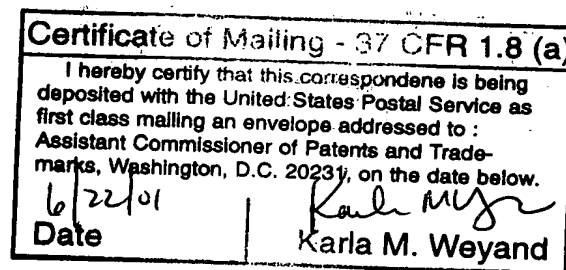 Certificate of Mailing - 37 CFR 1.8 (a)
I hereby certify that this correspondene is being
deposited with the United States Postal Service as
first class mailing an envelope addressed to :
Assistant Commissioner of Patents and Trade-
marks, Washington, D.C. 20231, on the date below.
6/22/01
Date Karla M. Weyand